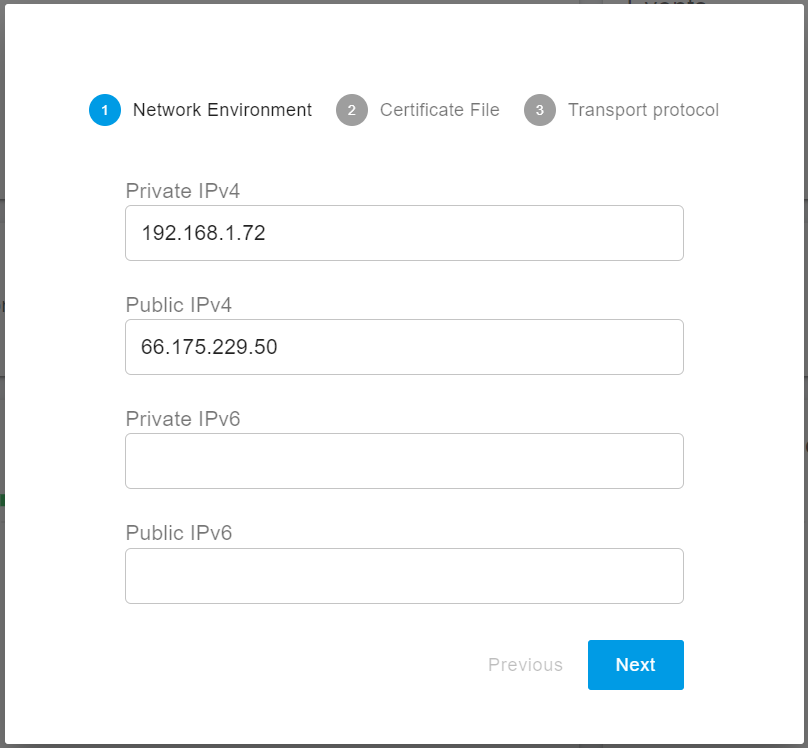 1 Network Environment 2 Certificate File 3 Transport protocol
Private IPv4
192.168.1.72
Public IPv4
66.175.229.50
Private IPv6
Public IPv6
Previous Next